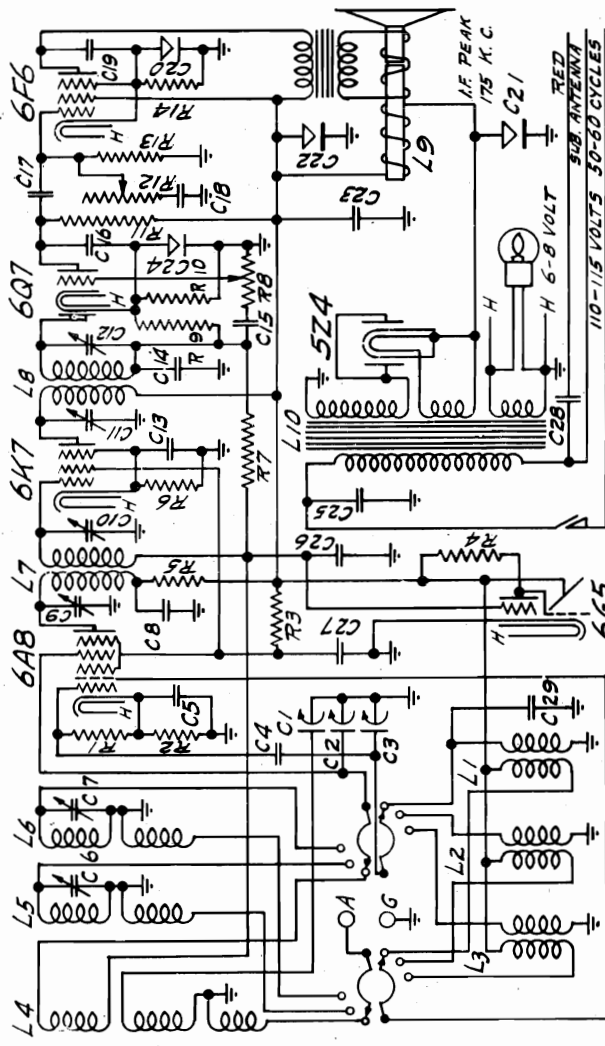 L4
L5
L6
6A8
L7
6K7
L8
6Q7
6F6
C6
C7
C9
C10
C11
C12
C16
C17
C19
H
H
H
H
R1
R2
C5
C8
R5
R6
C13
C14
R9
R10
C24
R11
R12
R13
C18
R14
C20
C4
C1
C2
C3
R3
R7
C15
R8
C27
C26
C23
C22
L9
I.F. PEAK
175 K.C.
A
G
L3
L2
L1
C29
H
6G5
R4
C25
L10
5Z4
C21
H
H
6-8 VOLT
C28
RED
SUB. ANTENNA
110-115 VOLTS 50-60 CYCLES